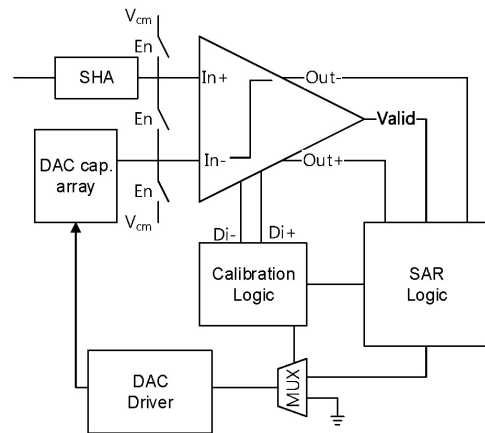 Vcm
En
SHA
In+
Out-
En
Valid
DAC cap.
array
In-
Out+
En
Vcm
Di- Di+
Calibration
Logic
SAR
Logic
DAC
Driver
MUX